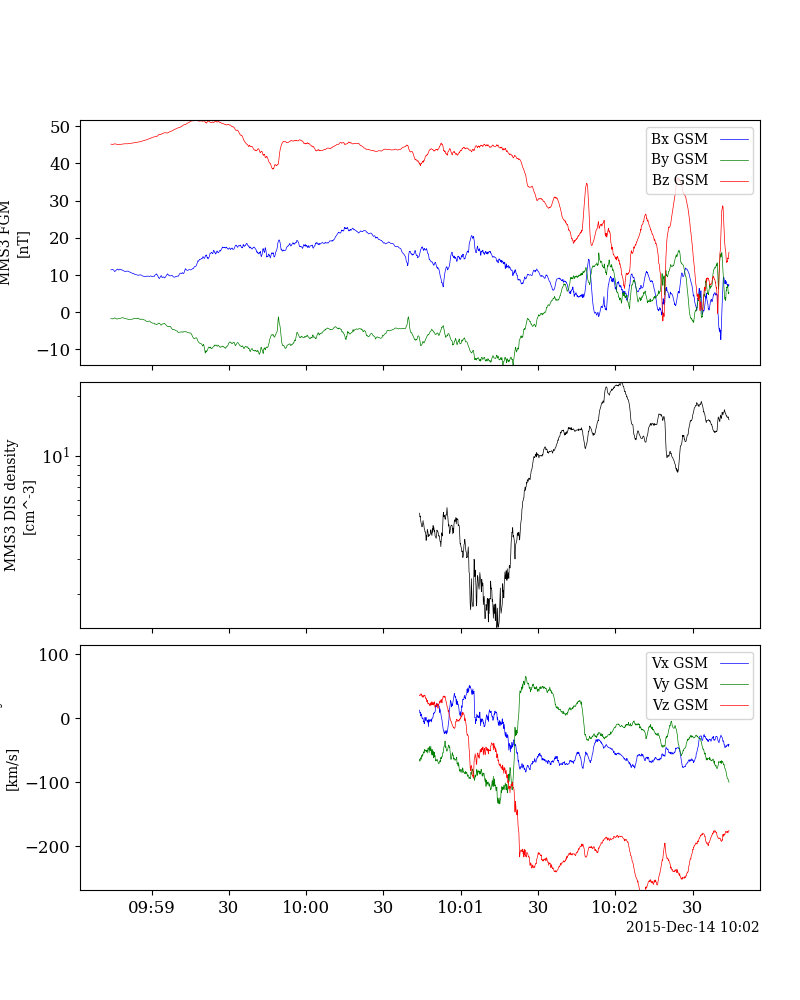 50
40
30
20
10
0
−10
MMS3 FGM
[nT]
Bx GSM
By GSM
Bz GSM
10^1
MMS3 DIS density
[cm^-3]
100
0
−100
−200
[km/s]
Vx GSM
Vy GSM
Vz GSM
09:59 30 10:00 30 10:01 30 10:02 30
2015-Dec-14 10:02